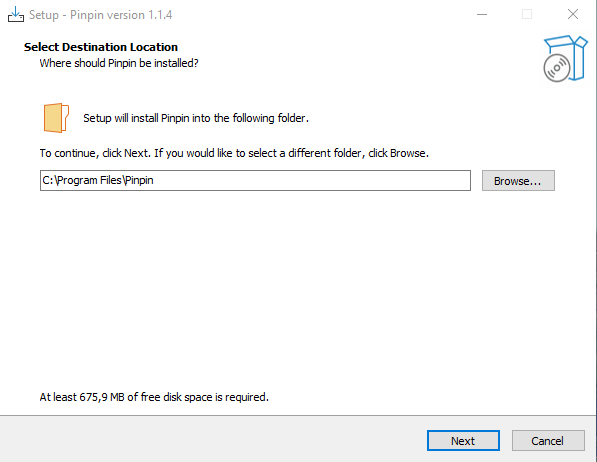 Setup - Pinpin version 1.1.4
Select Destination Location
Where should Pinpin be installed?
Setup will install Pinpin into the following folder.
To continue, click Next. If you would like to select a different folder, click Browse.
C:\Program Files\Pinpin
Browse...
At least 675,9 MB of free disk space is required.
Next
Cancel